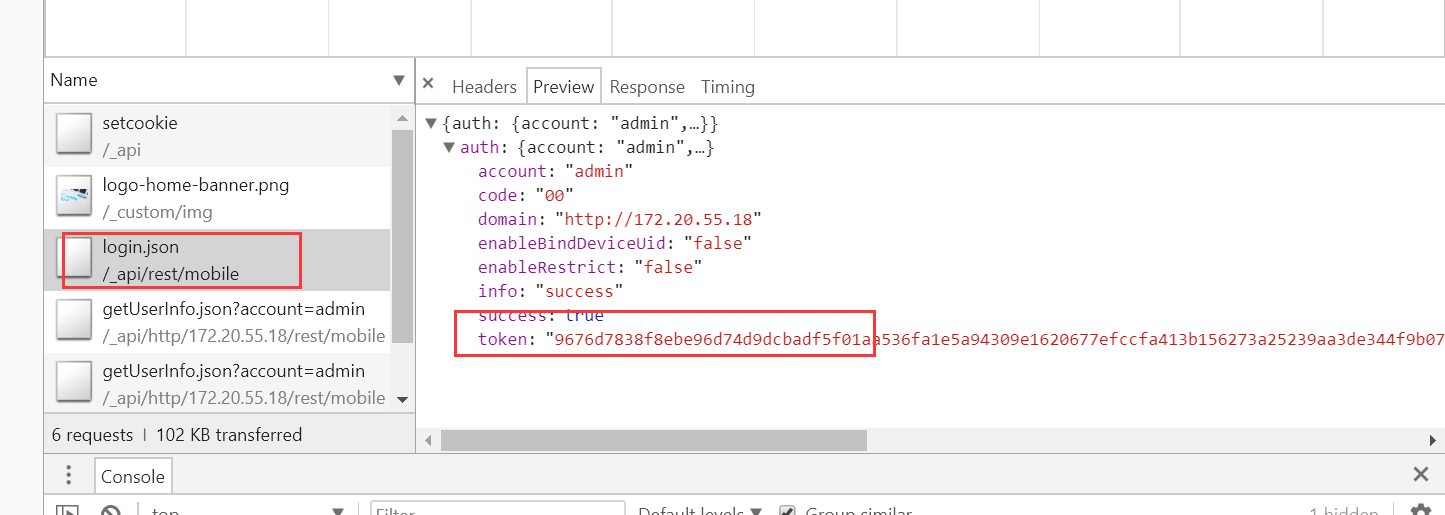 Name
setcookie
/_api
logo-home-banner.png
/_custom/img
login.json
/_api/rest/mobile
getUserInfo.json?account=admin
/_api/http/172.20.55.18/rest/mobile
getUserInfo.json?account=admin
/_api/http/172.20.55.18/rest/mobile
6 requests | 102 KB transferred
× Headers Preview Response Timing
▼{auth: {account: "admin",…}}
▼auth: {account: "admin",…}
account: "admin"
code: "00"
domain: "http://172.20.55.18"
enableBindDeviceUid: "false"
enableRestrict: "false"
info: "success"
success: true
token: "9676d7838f8ebe96d74d9dcbadf5f01aa536fa1e5a94309e1620677efccfa413b156273a25239aa3de344f9b07
Console
top Filter Default levels ▼ Group similar 1 hidden